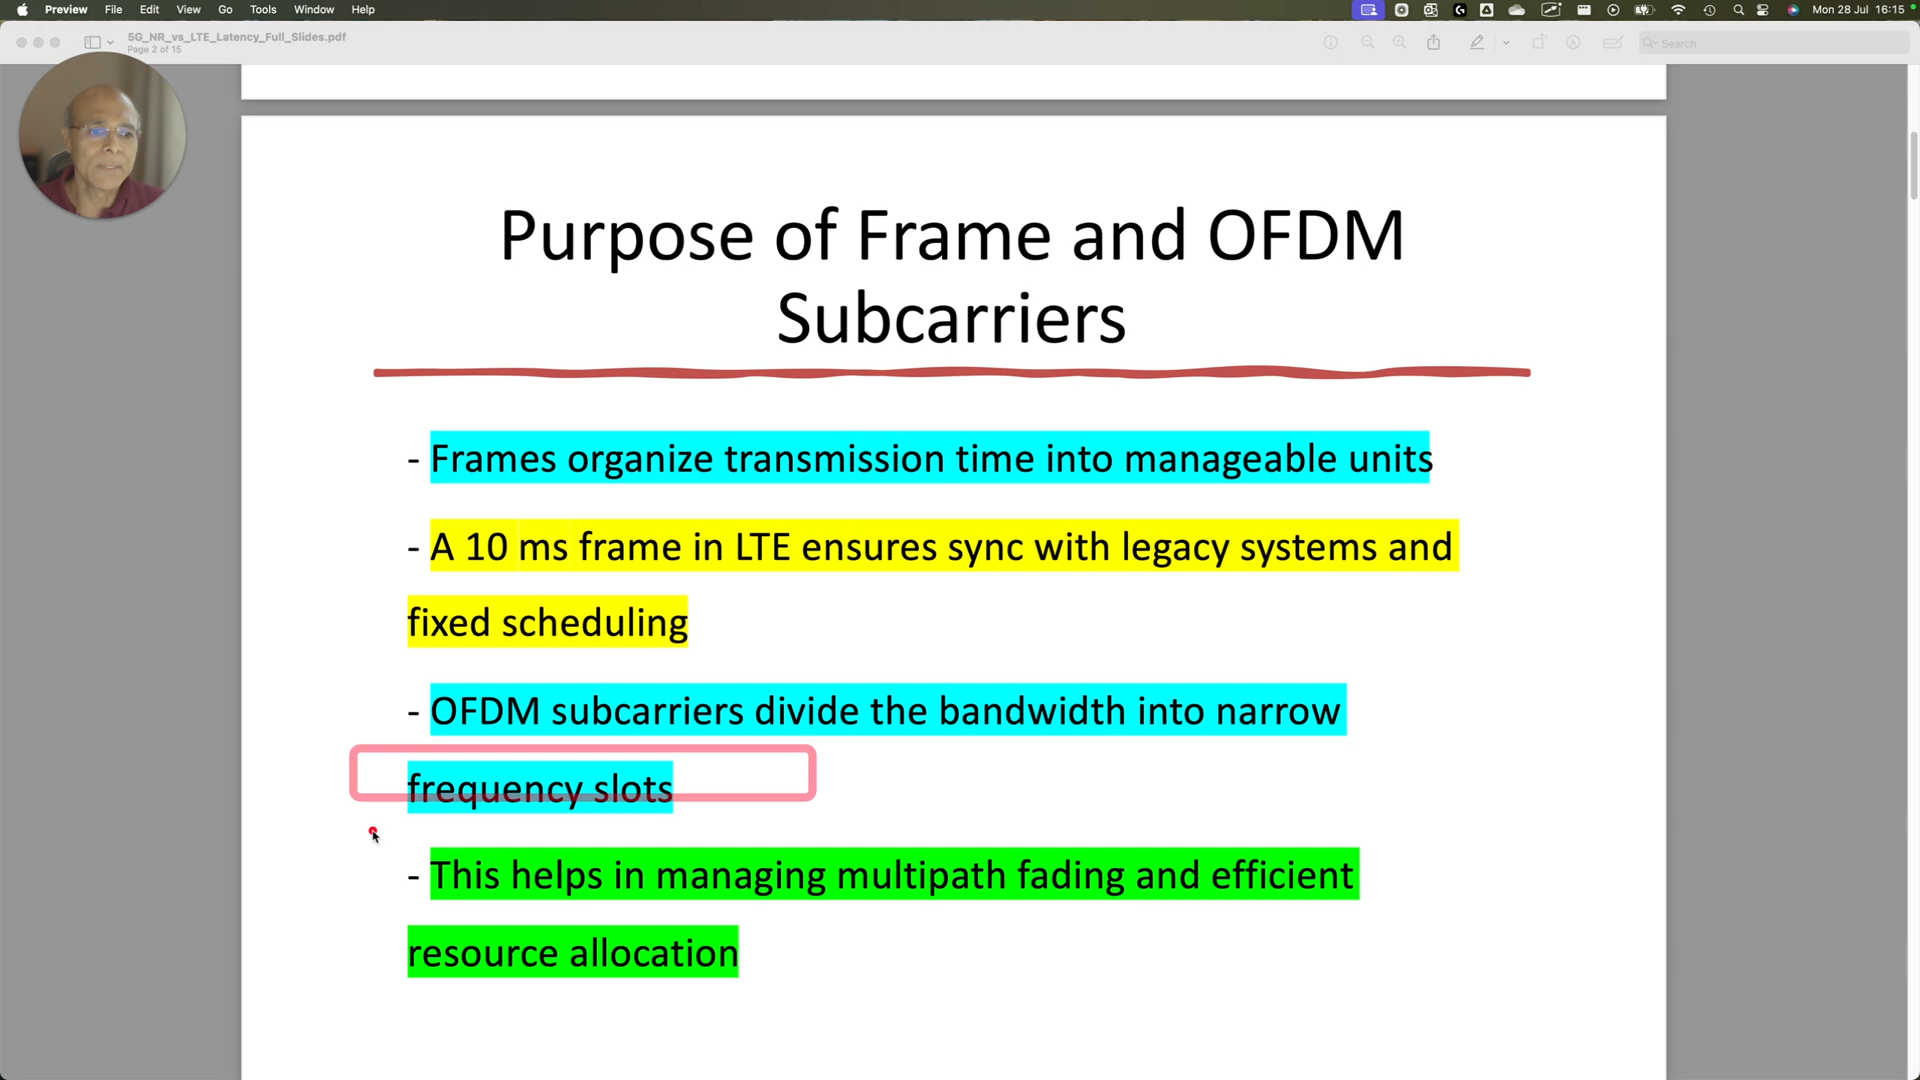 Preview File Edit View Go Tools Window Help
Mon 28 Jul 16:15
5G_NR_vs_LTE_Latency_Full_Slides.pdf
Page 2 of 15
Search
Purpose of Frame and OFDM
Subcarriers
- Frames organize transmission time into manageable units
- A 10 ms frame in LTE ensures sync with legacy systems and
fixed scheduling
- OFDM subcarriers divide the bandwidth into narrow
frequency slots
- This helps in managing multipath fading and efficient
resource allocation